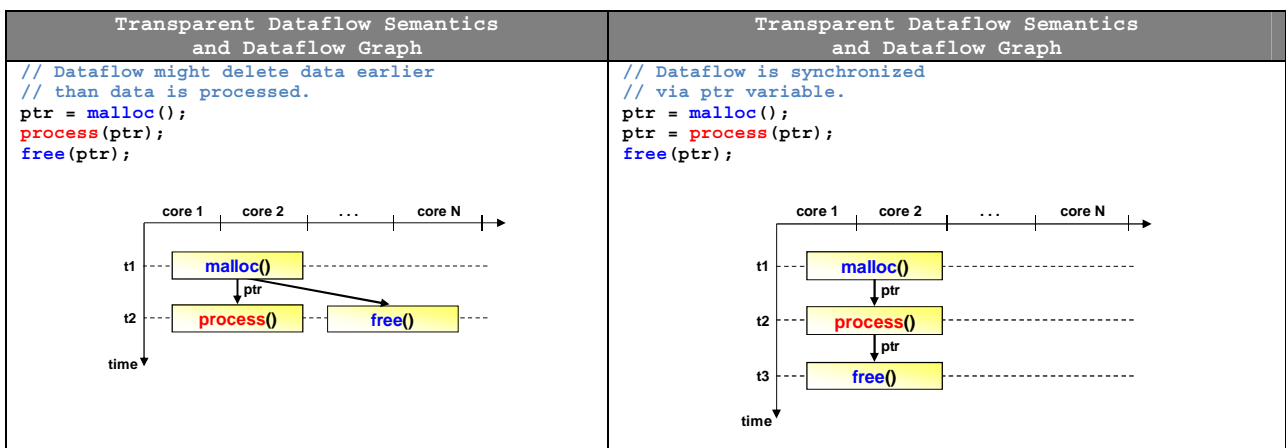 Transparent Dataflow Semantics
and Dataflow Graph
// Dataflow might delete data earlier
// than data is processed.
ptr = malloc();
process(ptr);
free(ptr);
core 1 core 2 ... core N
t1 malloc()
ptr
t2 process() free()
time
Transparent Dataflow Semantics
and Dataflow Graph
// Dataflow is synchronized
// via ptr variable.
ptr = malloc();
ptr = process(ptr);
free(ptr);
core 1 core 2 ... core N
t1 malloc()
ptr
t2 process()
ptr
t3 free()
time